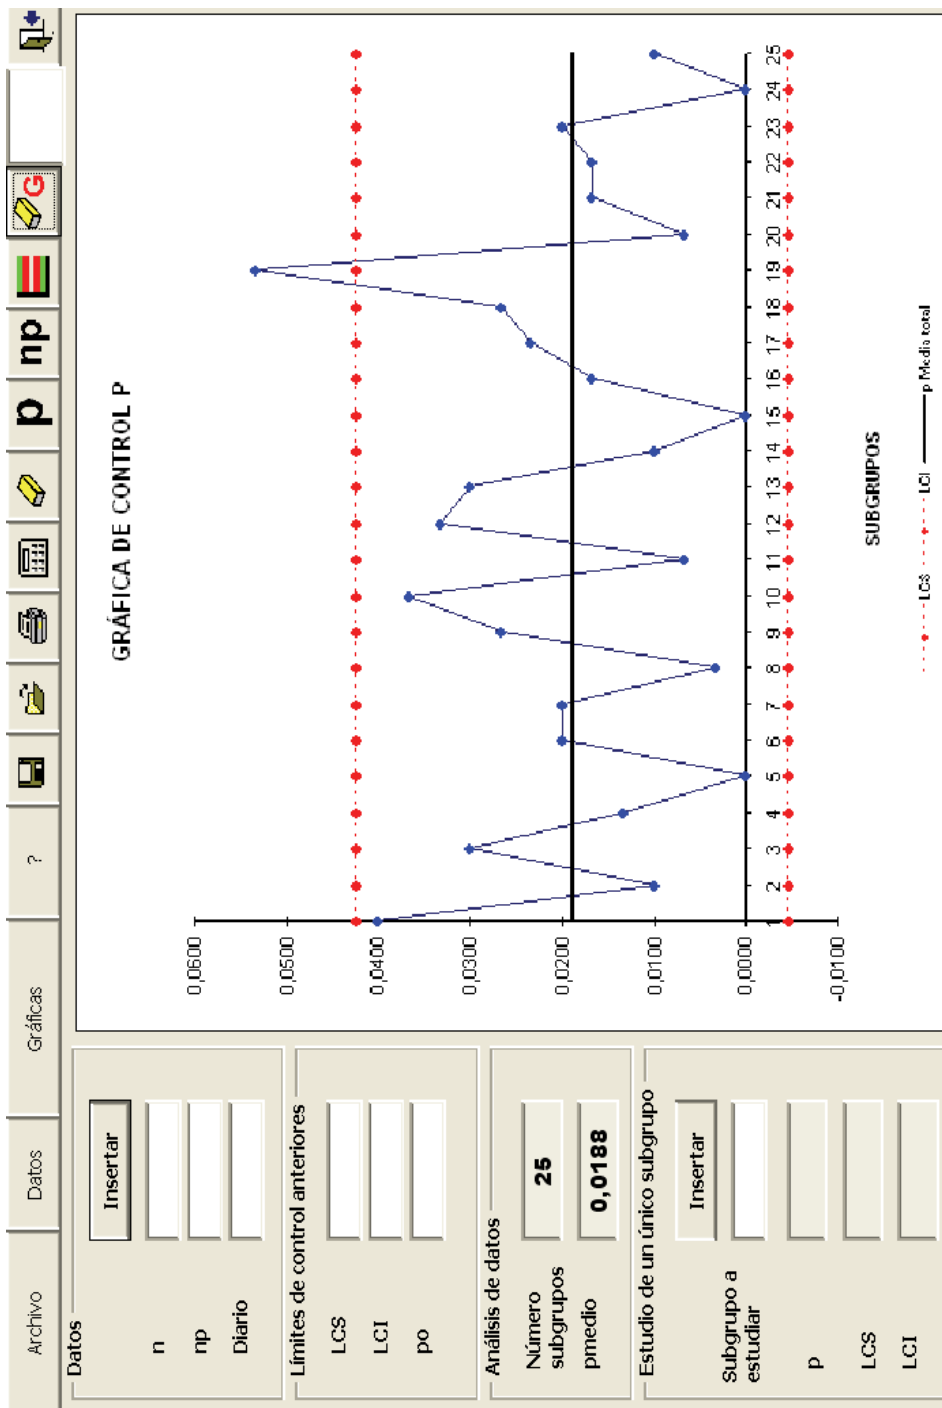 Archivo
Datos
Gráficas
?
p
np
G
Datos
Insertar
n
np
Diario
Límites de control anteriores
LCS
LCI
po
Análisis de datos
Número subgrupos
25
pmedio
0,0188
Estudio de un único subgrupo
Insertar
Subgrupo a estudiar
p
LCS
LCI
GRÁFICA DE CONTROL P
0,0600
0,0500
0,0400
0,0300
0,0200
0,0100
0,0000
-0,0100
1 2 3 4 5 6 7 8 9 10 11 12 13 14 15 16 17 18 19 20 21 22 23 24 25
SUBGRUPOS
LCS LCI p Media total